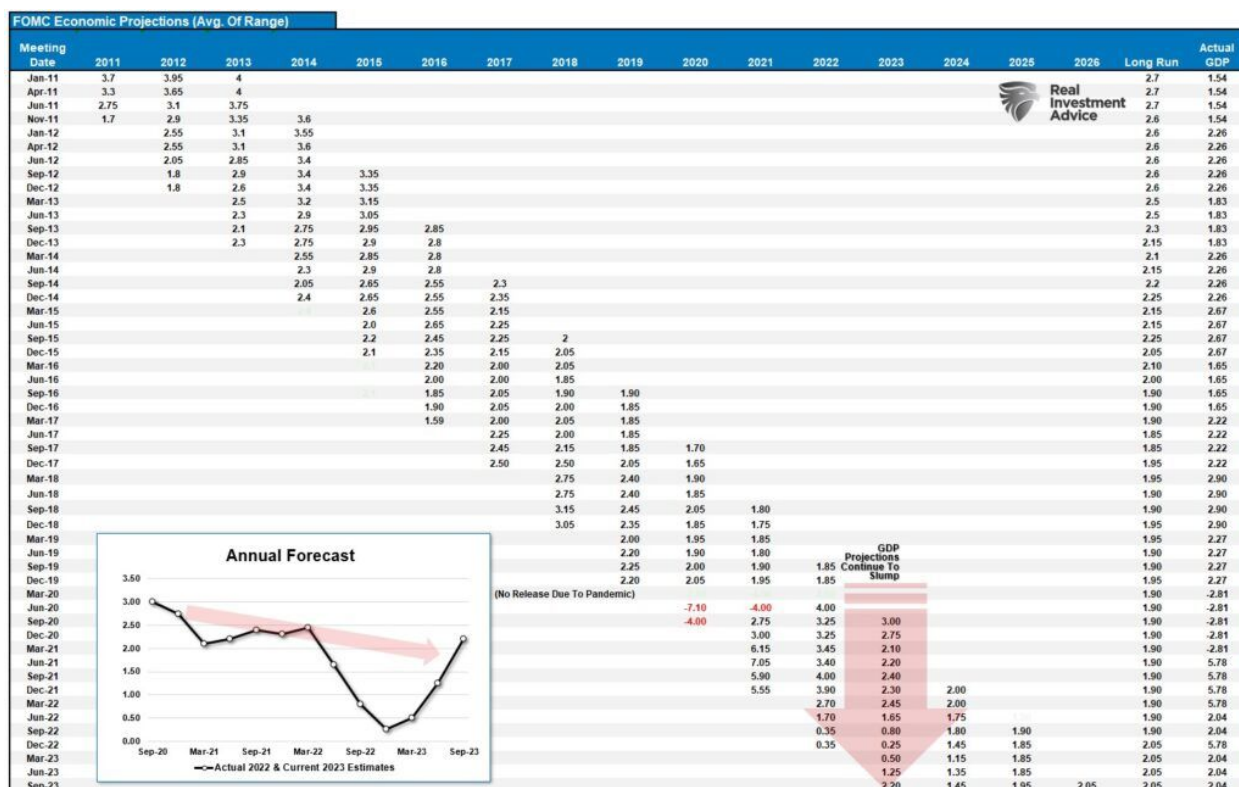 FOMC Economic Projections (Avg. Of Range)
Meeting Date 2011 2012 2013 2014 2015 2016 2017 2018 2019 2020 2021 2022 2023 2024 2025 2026 Long Run Actual GDP
Real
Investment
Advice
Jan-11 3.7 3.95 4 2.7 1.54
Apr-11 3.3 3.65 4 2.7 1.54
Jun-11 2.75 3.1 3.75 2.7 1.54
Nov-11 1.7 2.9 3.35 3.6 2.6 1.54
Jan-12 2.55 3.1 3.55 2.6 2.26
Apr-12 2.55 3.1 3.6 2.6 2.26
Jun-12 2.05 2.85 3.4 2.6 2.26
Sep-12 1.8 2.9 3.4 3.35 2.6 2.26
Dec-12 1.8 2.6 3.4 3.35 2.6 2.26
Mar-13 2.5 3.2 3.15 2.5 1.83
Jun-13 2.3 2.9 3.05 2.5 1.83
Sep-13 2.1 2.75 2.95 2.85 2.3 1.83
Dec-13 2.3 2.75 2.9 2.8 2.15 1.83
Mar-14 2.55 2.85 2.8 2.1 2.26
Jun-14 2.3 2.9 2.8 2.15 2.26
Sep-14 2.05 2.65 2.55 2.3 2.2 2.26
Dec-14 2.4 2.65 2.55 2.35 2.25 2.26
Mar-15 2.6 2.55 2.15 2.15 2.67
Jun-15 2.0 2.65 2.25 2.15 2.67
Sep-15 2.2 2.45 2.25 2 2.25 2.67
Dec-15 2.1 2.35 2.15 2.05 2.05 2.67
Mar-16 2.20 2.00 2.05 2.10 1.65
Jun-16 2.00 2.00 1.85 2.00 1.65
Sep-16 1.85 2.05 1.90 1.90 1.90 1.65
Dec-16 1.90 2.05 2.00 1.85 1.90 1.65
Mar-17 1.59 2.00 2.05 1.85 1.90 2.22
Jun-17 2.25 2.00 1.85 1.85 2.22
Sep-17 2.45 2.15 1.85 1.70 1.85 2.22
Dec-17 2.50 2.50 2.05 1.65 1.95 2.22
Mar-18 2.75 2.40 1.90 1.95 2.90
Jun-18 2.75 2.40 1.85 1.90 2.90
Sep-18 3.15 2.45 2.05 1.80 1.90 2.90
Dec-18 3.05 2.35 1.85 1.75 1.95 2.90
Mar-19 2.00 1.95 1.85 1.90 2.27
Jun-19 2.20 1.90 1.80 1.90 2.27
Sep-19 2.25 2.00 1.90 1.85 1.90 2.27
Dec-19 2.20 2.05 1.95 1.85 1.95 2.27
GDP
Projections
Continue To
Slump
Mar-20 (No Release Due To Pandemic) 1.90 -2.81
Jun-20 -7.10 -4.00 4.00 1.90 -2.81
Sep-20 -4.00 2.75 3.25 3.00 1.90 -2.81
Dec-20 3.00 3.25 2.75 1.90 -2.81
Mar-21 6.15 3.45 2.10 1.90 -2.81
Jun-21 7.05 3.40 2.20 1.90 5.78
Sep-21 5.90 4.00 2.40 1.90 5.78
Dec-21 5.55 3.90 2.30 2.00 1.90 5.78
Mar-22 2.70 2.45 2.00 1.90 5.78
Jun-22 1.70 1.65 1.75 1.90 2.04
Sep-22 0.35 0.80 1.80 1.90 1.90 2.04
Dec-22 0.35 0.25 1.45 1.85 2.05 5.78
Mar-23 0.50 1.15 1.85 2.05 2.04
Jun-23 1.25 1.35 1.85 2.05 2.04
Sep-23 2.20 1.45 1.95 2.05 2.05 2.04
Annual Forecast
3.50
3.00
2.50
2.00
1.50
1.00
0.50
0.00
Sep-20 Mar-21 Sep-21 Mar-22 Sep-22 Mar-23 Sep-23
Actual 2022 & Current 2023 Estimates